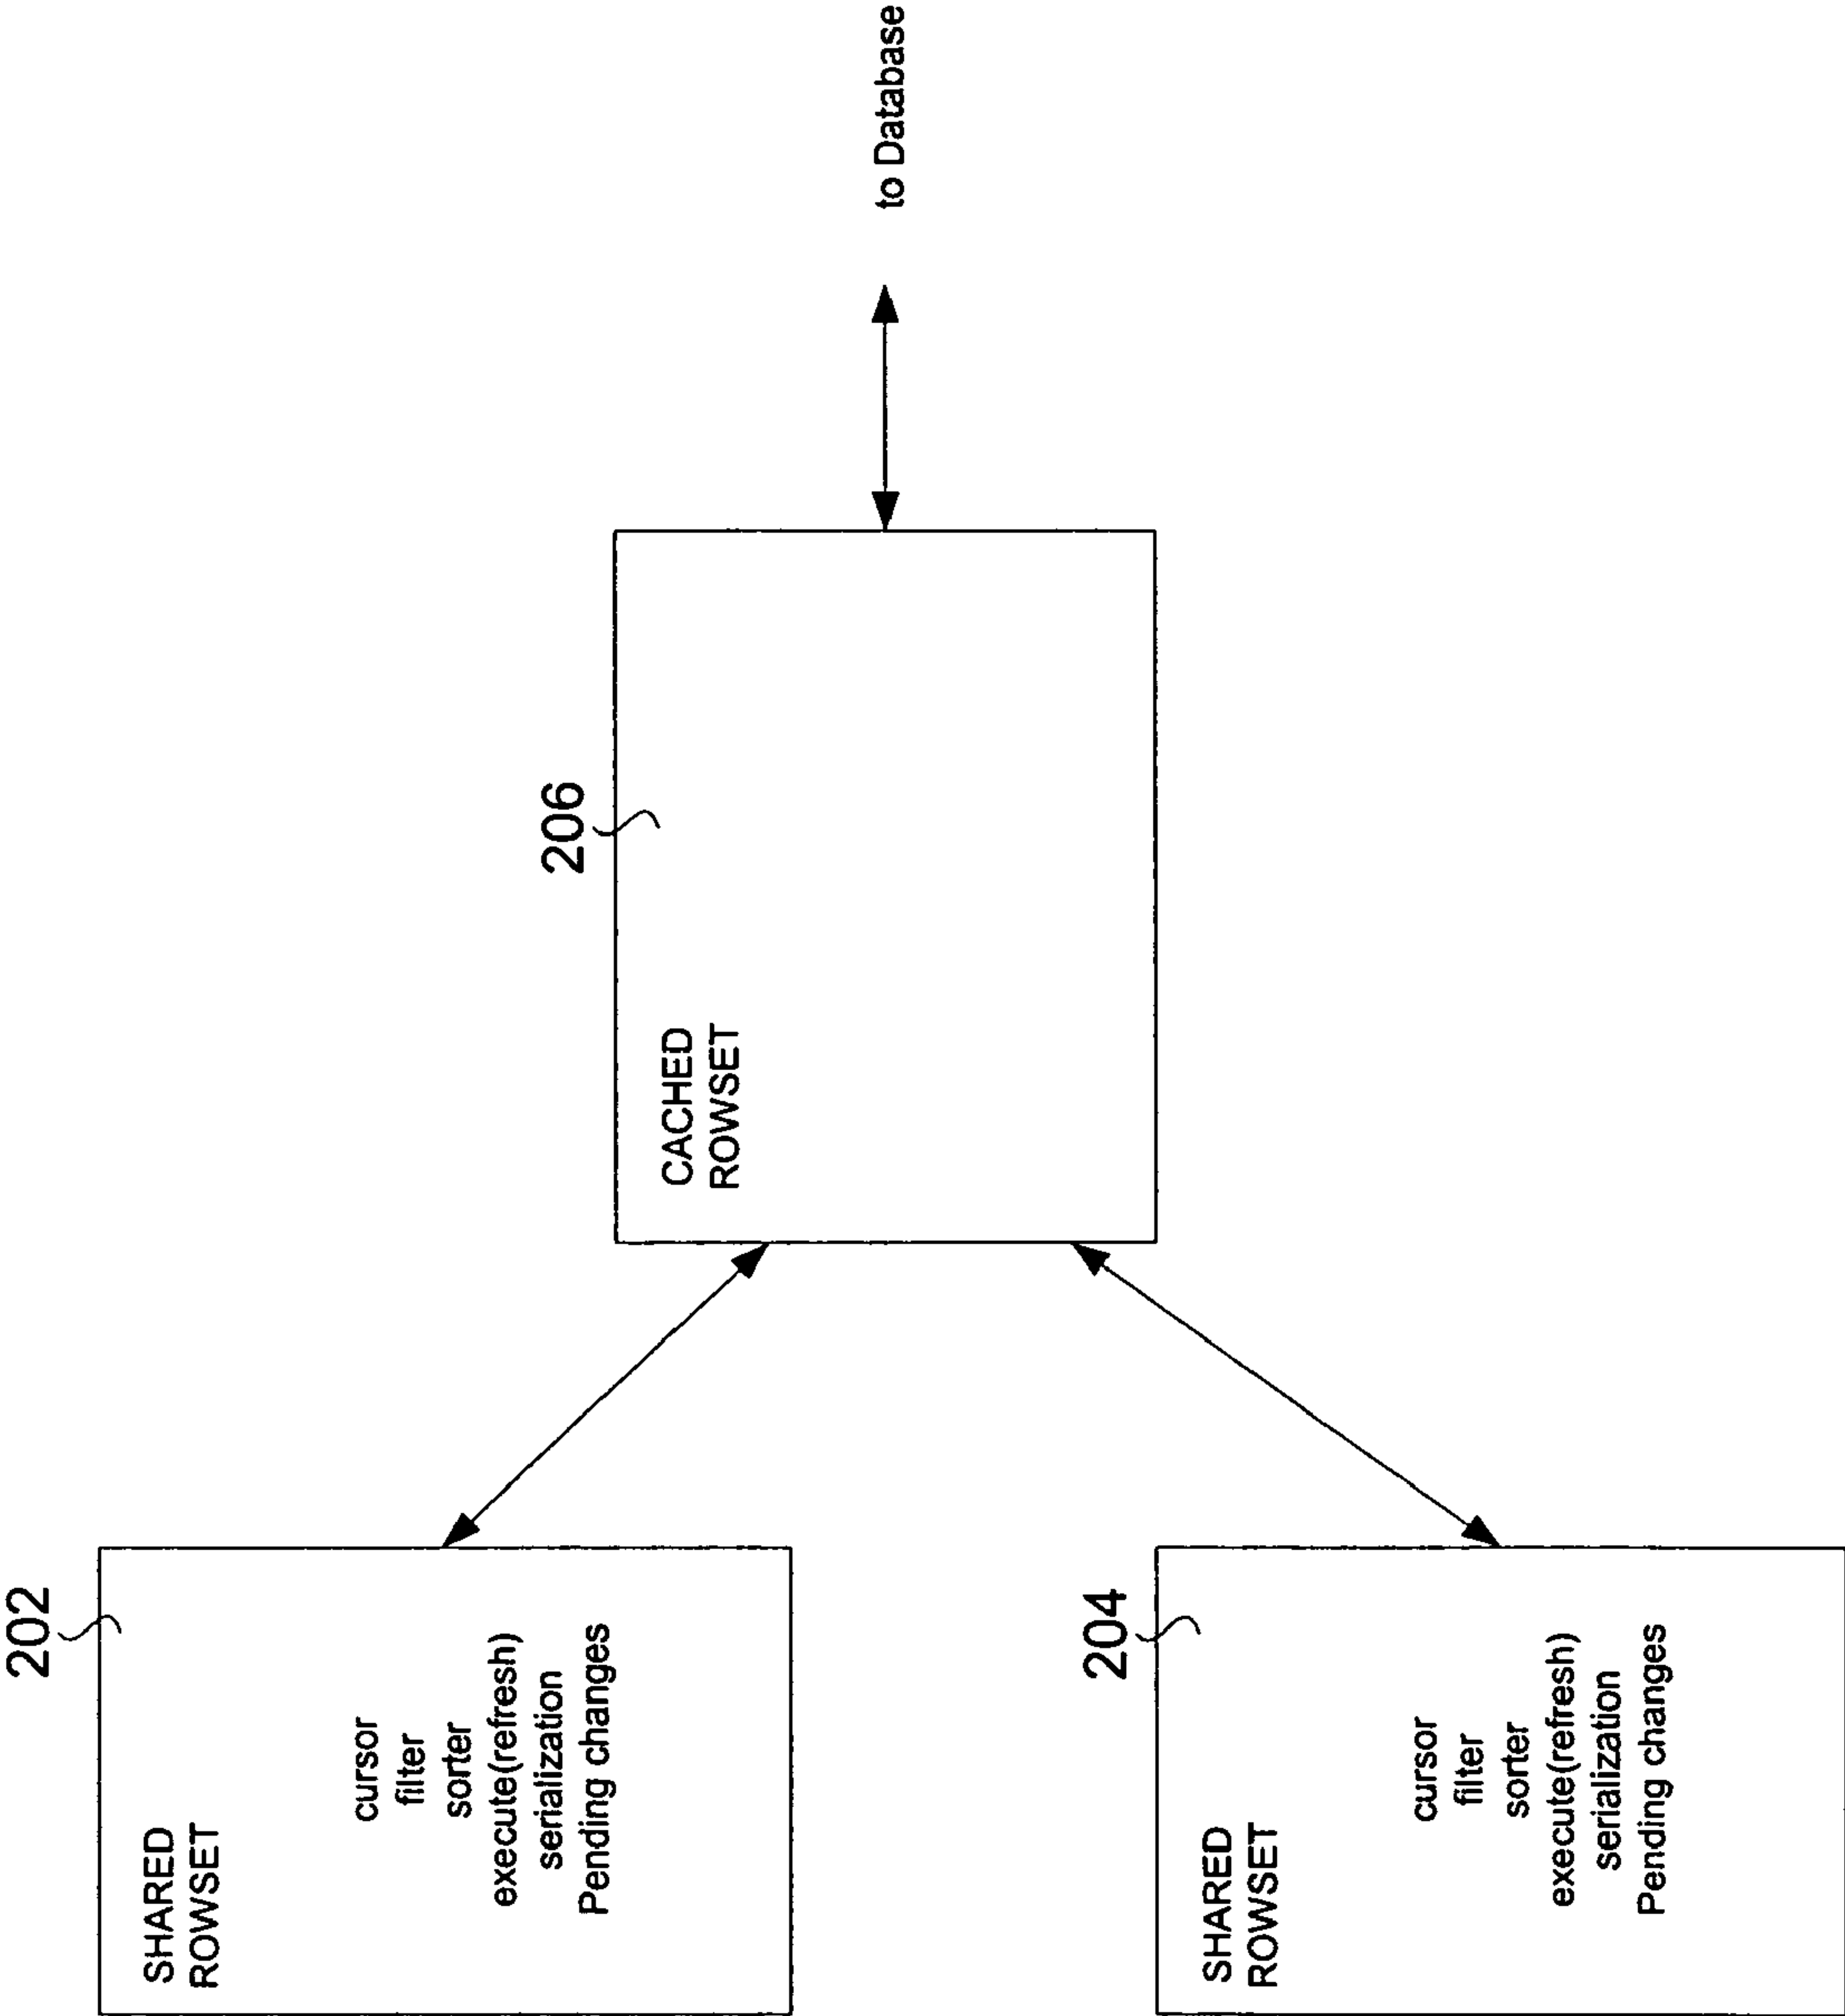 202
SHARED
ROWSET
cursor
filter
sorter
execute(refresh)
serialization
Pending changes
204
SHARED
ROWSET
cursor
filter
sorter
execute(refresh)
serialization
Pending changes
206
CACHED
ROWSET
to Database